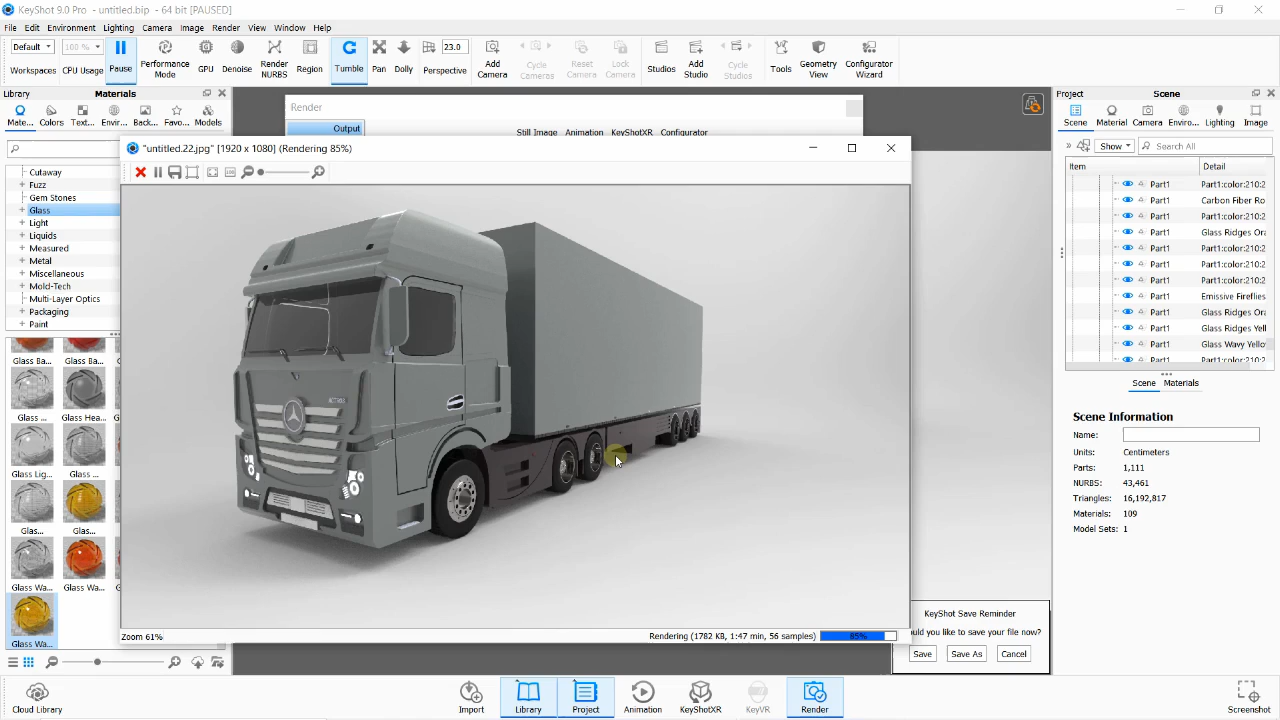 KeyShot 9.0 Pro - untitled.bip - 64 bit [PAUSED]
File Edit Environment Lighting Camera Image Render View Window Help
Default 100 % 23.0
Workspaces CPU Usage Pause Performance Mode GPU Denoise Render NURBS Region Tumble Pan Dolly Perspective Add Camera Cycle Cameras Reset Camera Lock Camera Studios Add Studio Cycle Studios Tools Geometry View Configurator Wizard
Library Materials
Mate... Colors Text... Envir... Back... Favo... Models
Cutaway
Fuzz
Gem Stones
Glass
Light
Liquids
Measured
Metal
Miscellaneous
Mold-Tech
Multi-Layer Optics
Packaging
Paint
Glass Ba... Glass Ba...
Glass ... Glass Hea...
Glass Lig... Glass ...
Glas... Glas...
Glass Wa... Glass Wa...
Glass Wa...
Render
Output
Still Image Animation KeyShotXR Configurator
"untitled.22.jpg" [1920 x 1080] (Rendering 85%)
100
ACTROS
Zoom 61%
Rendering (1782 KB, 1:47 min, 56 samples) 85%
Project Scene
Scene Material Camera Enviro... Lighting Image
» Show Search All
Item Detail
Part1 Part1:color:210:2
Part1 Carbon Fiber Ro
Part1 Part1:color:210:2
Part1 Glass Ridges Ora
Part1 Part1:color:210:2
Part1 Part1:color:210:2
Part1 Part1:color:210:2
Part1 Emissive Fireflies
Part1 Glass Ridges Ora
Part1 Glass Ridges Yell
Part1 Glass Wavy Yello
Part1 Part1:color:210:2
Scene Materials
Scene Information
Name:
Units: Centimeters
Parts: 1,111
NURBS: 43,461
Triangles: 16,192,817
Materials: 109
Model Sets: 1
KeyShot Save Reminder
uld you like to save your file now?
Save Save As Cancel
Cloud Library Import Library Project Animation KeyShotXR KeyVR Render Screenshot